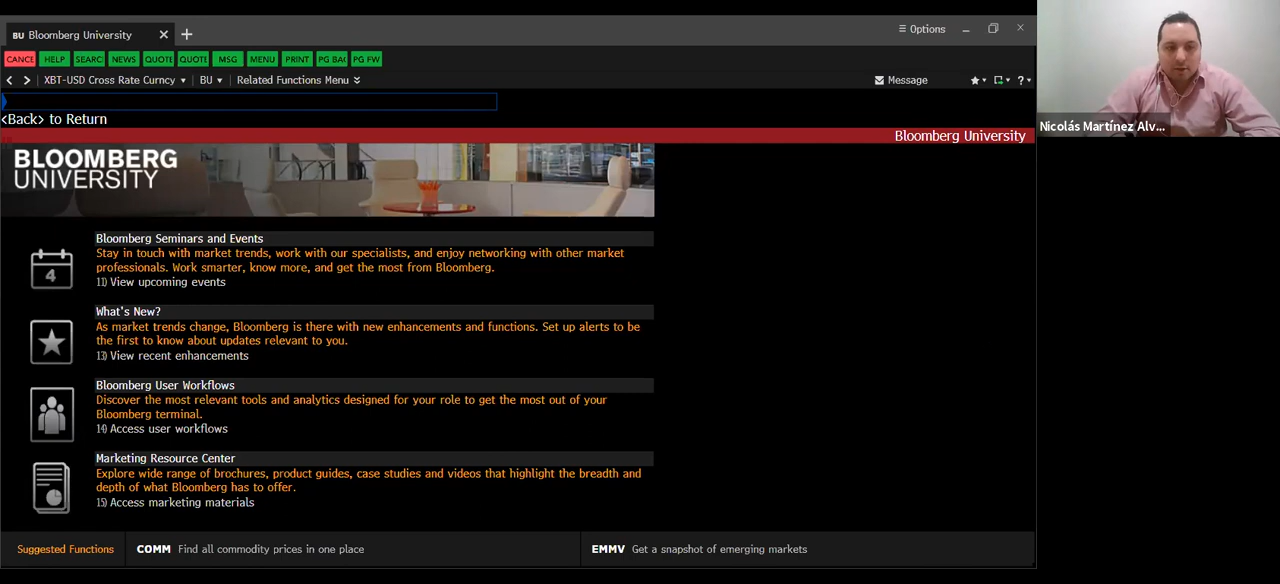 BU Bloomberg University
Options
CANCE HELP SEARC NEWS QUOTE QUOTE MSG MENU PRINT PG BAC PG FW
XBT-USD Cross Rate Curncy BU Related Functions Menu Message
<Back> to Return
Bloomberg University
BLOOMBERG
UNIVERSITY
Bloomberg Seminars and Events
Stay in touch with market trends, work with our specialists, and enjoy networking with other market
professionals. Work smarter, know more, and get the most from Bloomberg.
4
11) View upcoming events
What's New?
As market trends change, Bloomberg is there with new enhancements and functions. Set up alerts to be
the first to know about updates relevant to you.
13) View recent enhancements
Bloomberg User Workflows
Discover the most relevant tools and analytics designed for your role to get the most out of your
Bloomberg terminal.
14) Access user workflows
Marketing Resource Center
Explore wide range of brochures, product guides, case studies and videos that highlight the breadth and
depth of what Bloomberg has to offer.
15) Access marketing materials
Suggested Functions COMM Find all commodity prices in one place EMMV Get a snapshot of emerging markets
Nicolás Martínez Alv...